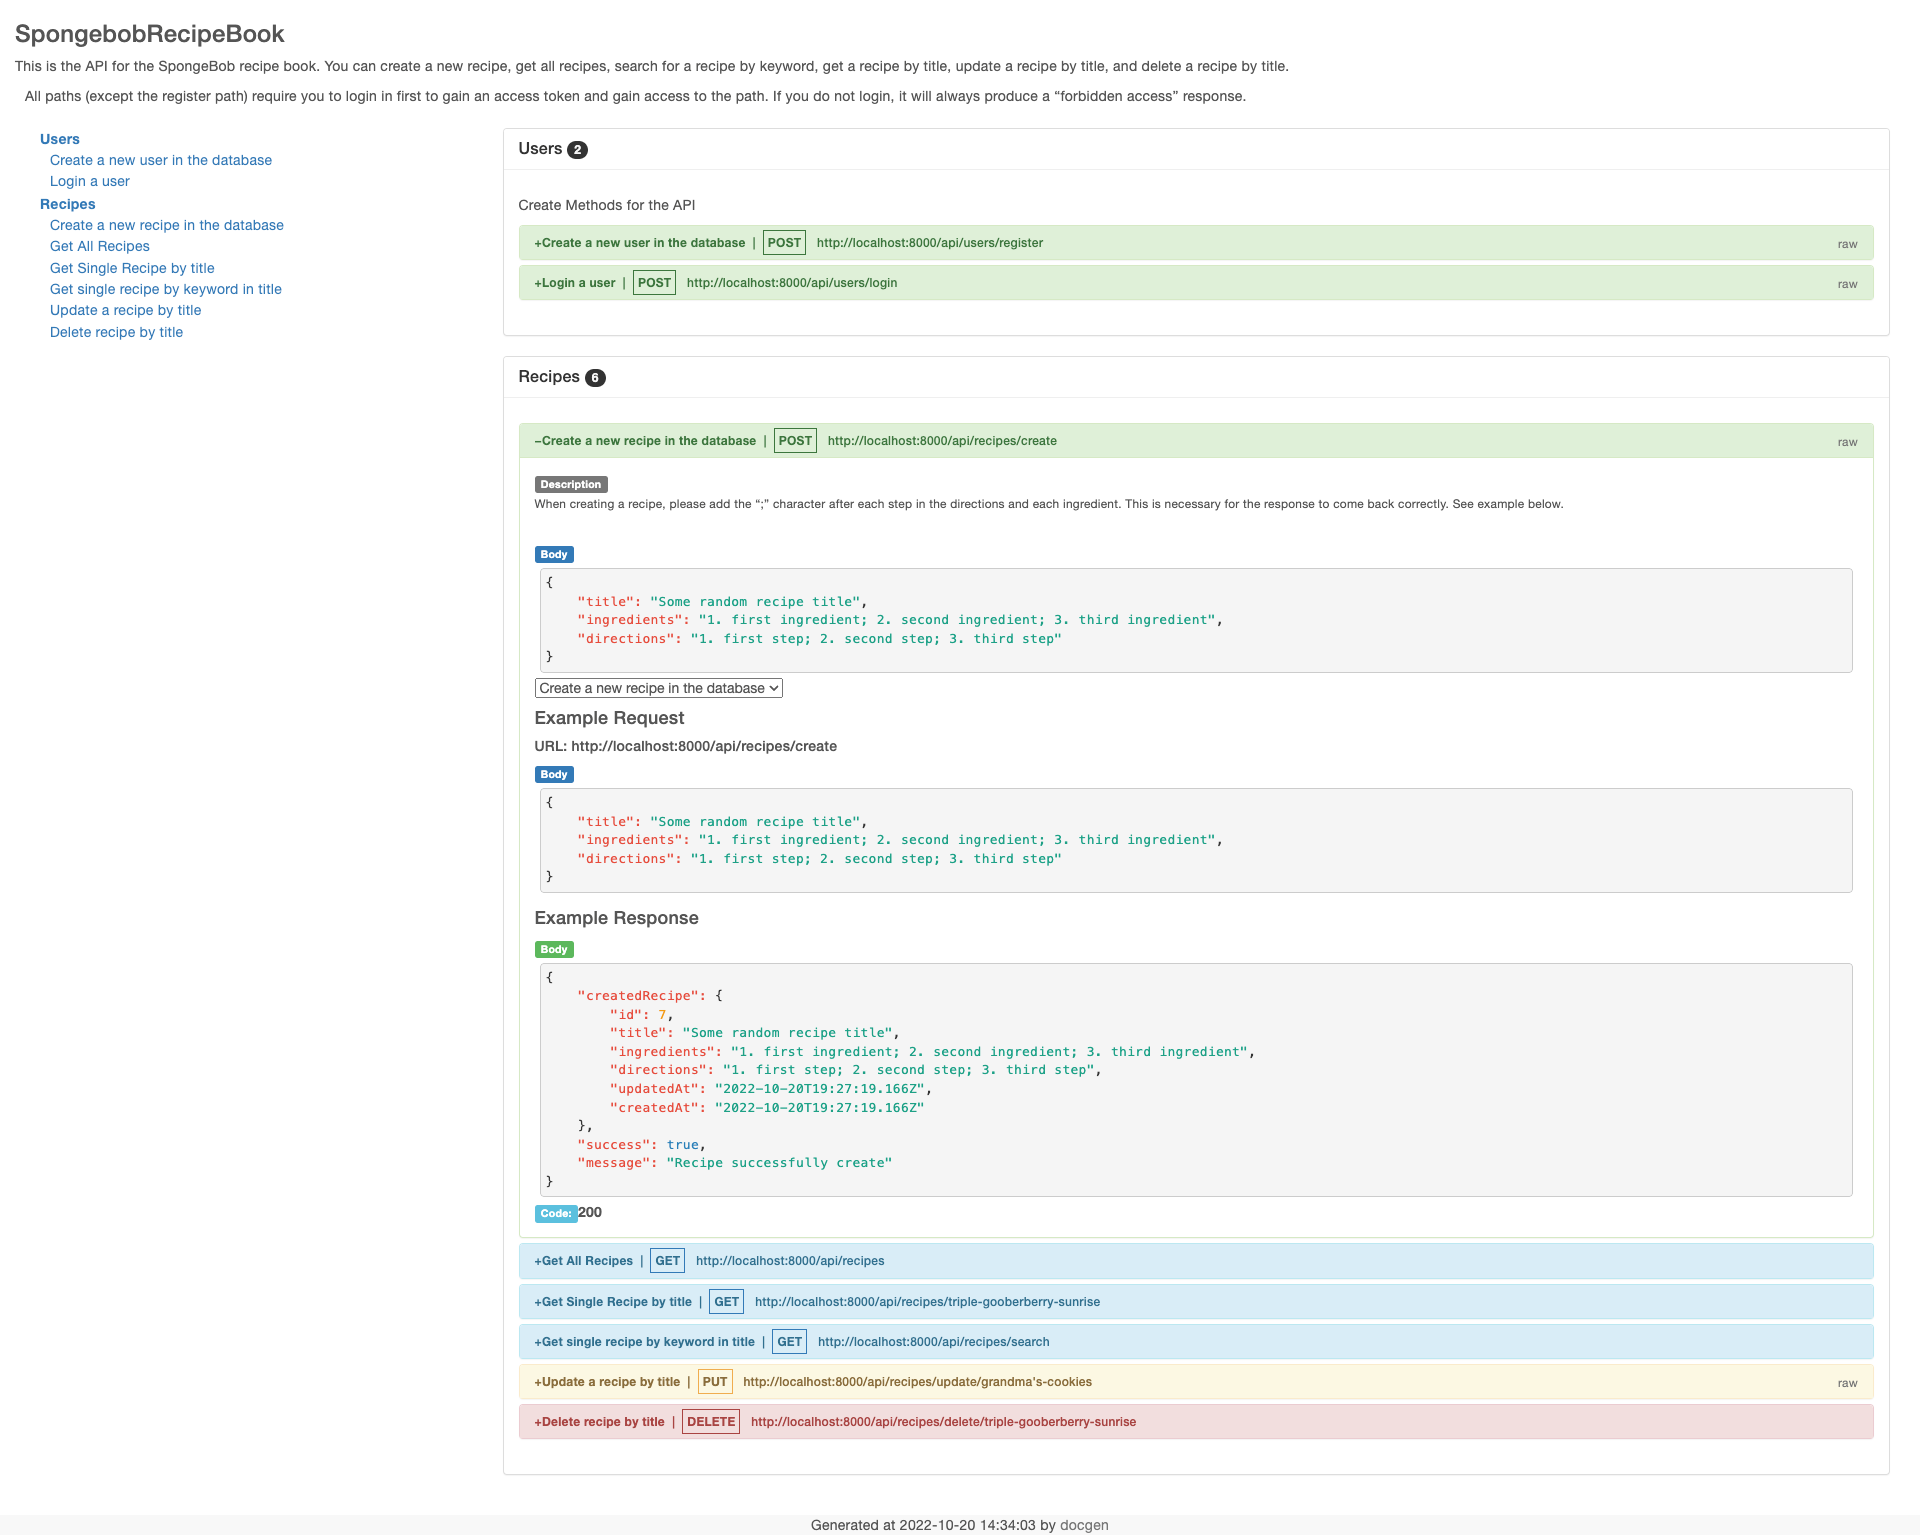 SpongebobRecipeBook
This is the API for the SpongeBob recipe book. You can create a new recipe, get all recipes, search for a recipe by keyword, get a recipe by title, update a recipe by title, and delete a recipe by title.
All paths (except the register path) require you to login in first to gain an access token and gain access to the path. If you do not login, it will always produce a “forbidden access” response.
Users
Create a new user in the database
Login a user
Recipes
Create a new recipe in the database
Get All Recipes
Get Single Recipe by title
Get single recipe by keyword in title
Update a recipe by title
Delete recipe by title
Users 2
Create Methods for the API
+Create a new user in the database | POST http://localhost:8000/api/users/register raw
+Login a user | POST http://localhost:8000/api/users/login raw
Recipes 6
−Create a new recipe in the database | POST http://localhost:8000/api/recipes/create raw
Description
When creating a recipe, please add the “;” character after each step in the directions and each ingredient. This is necessary for the response to come back correctly. See example below.
Body
{
"title": "Some random recipe title",
"ingredients": "1. first ingredient; 2. second ingredient; 3. third ingredient",
"directions": "1. first step; 2. second step; 3. third step"
}
Create a new recipe in the database
Example Request
URL: http://localhost:8000/api/recipes/create
Body
{
"title": "Some random recipe title",
"ingredients": "1. first ingredient; 2. second ingredient; 3. third ingredient",
"directions": "1. first step; 2. second step; 3. third step"
}
Example Response
Body
{
"createdRecipe": {
"id": 7,
"title": "Some random recipe title",
"ingredients": "1. first ingredient; 2. second ingredient; 3. third ingredient",
"directions": "1. first step; 2. second step; 3. third step",
"updatedAt": "2022-10-20T19:27:19.166Z",
"createdAt": "2022-10-20T19:27:19.166Z"
},
"success": true,
"message": "Recipe successfully create"
}
Code: 200
+Get All Recipes | GET http://localhost:8000/api/recipes
+Get Single Recipe by title | GET http://localhost:8000/api/recipes/triple-gooberberry-sunrise
+Get single recipe by keyword in title | GET http://localhost:8000/api/recipes/search
+Update a recipe by title | PUT http://localhost:8000/api/recipes/update/grandma's-cookies raw
+Delete recipe by title | DELETE http://localhost:8000/api/recipes/delete/triple-gooberberry-sunrise
Generated at 2022-10-20 14:34:03 by docgen